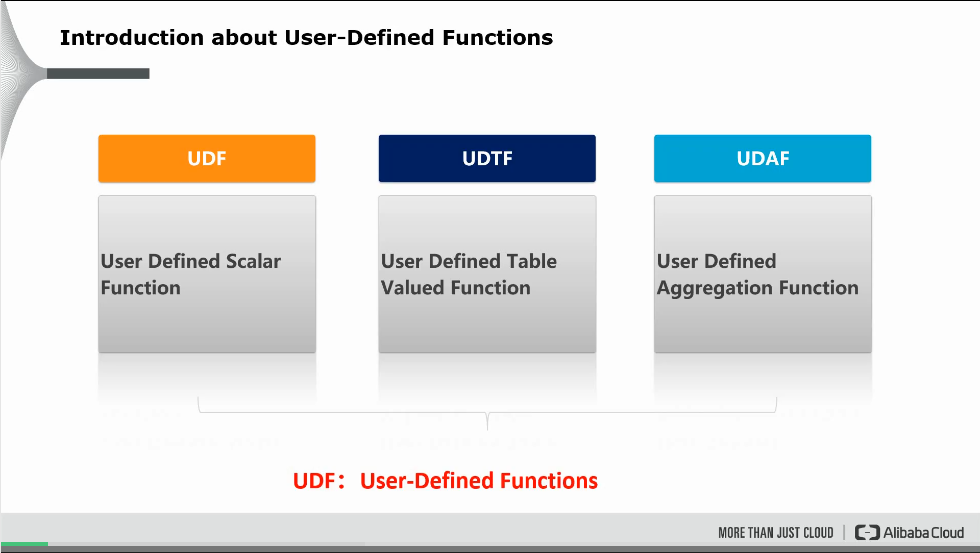 Introduction about User-Defined Functions
UDF
UDTF
UDAF
User Defined Scalar
Function
User Defined Table
Valued Function
User Defined
Aggregation Function
UDF： User-Defined Functions
MORE THAN JUST CLOUD | Alibaba Cloud